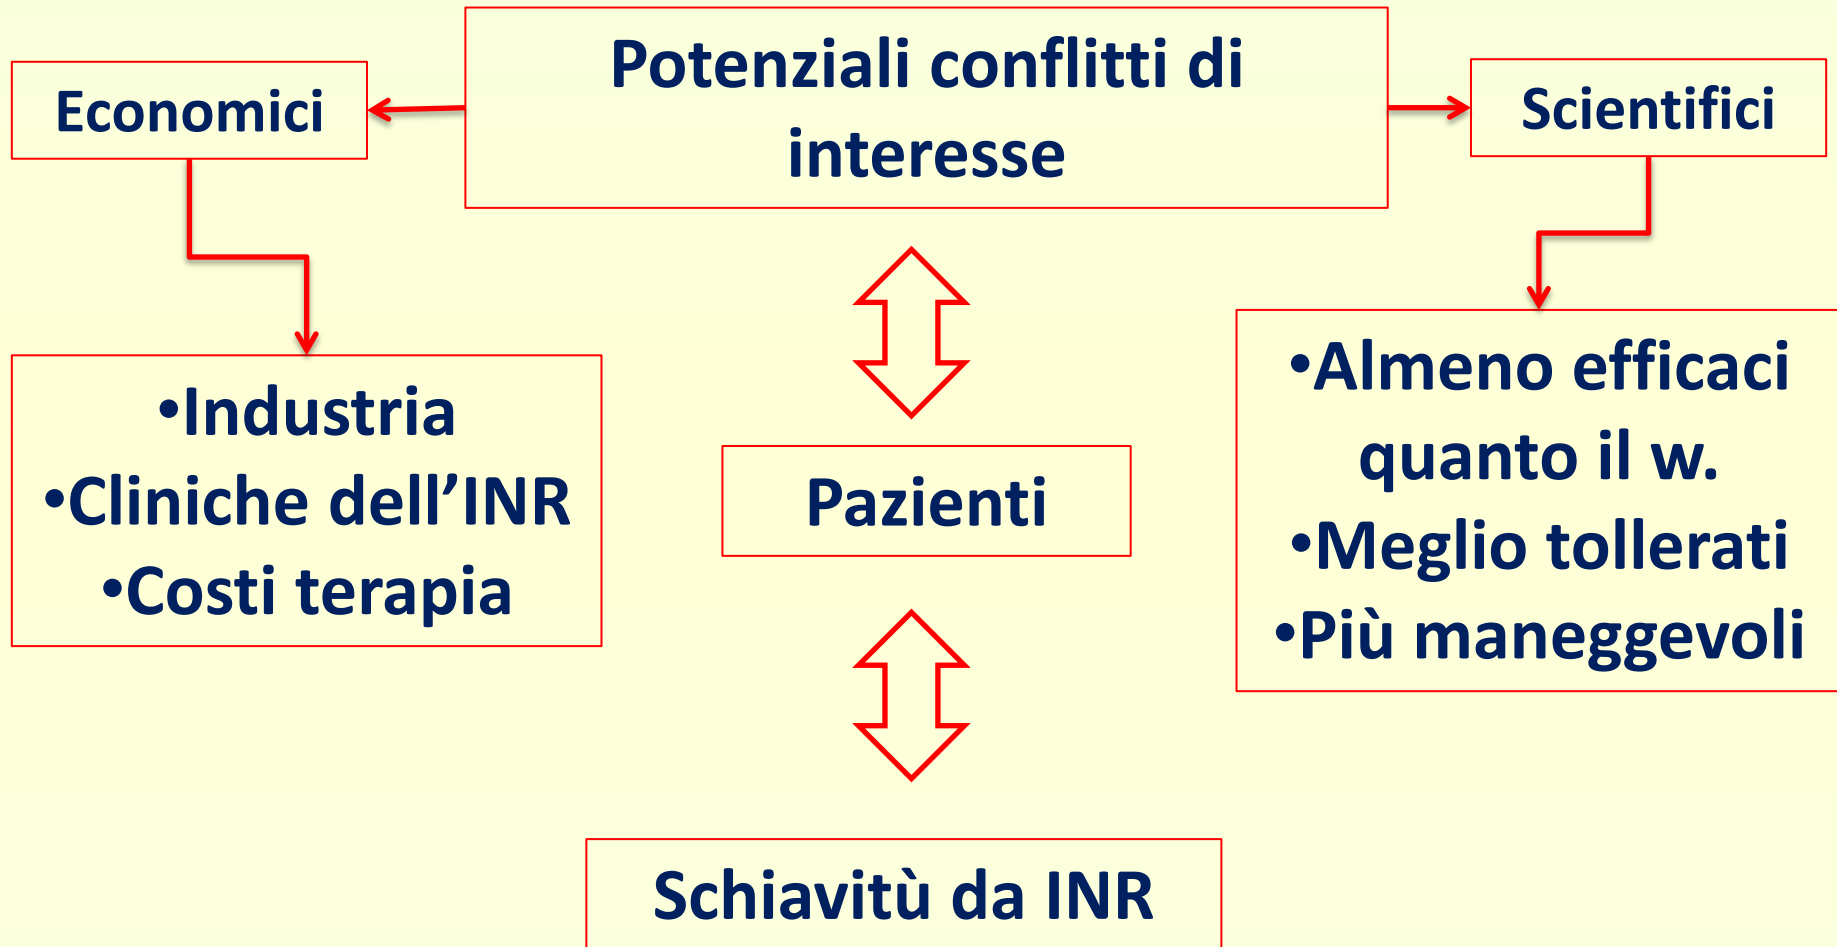 Potenziali conflitti di
interesse
Economici
Scientifici
•Industria
•Cliniche dell’INR
•Costi terapia
Pazienti
•Almeno efficaci
quanto il w.
•Meglio tollerati
•Più maneggevoli
Schiavitù da INR